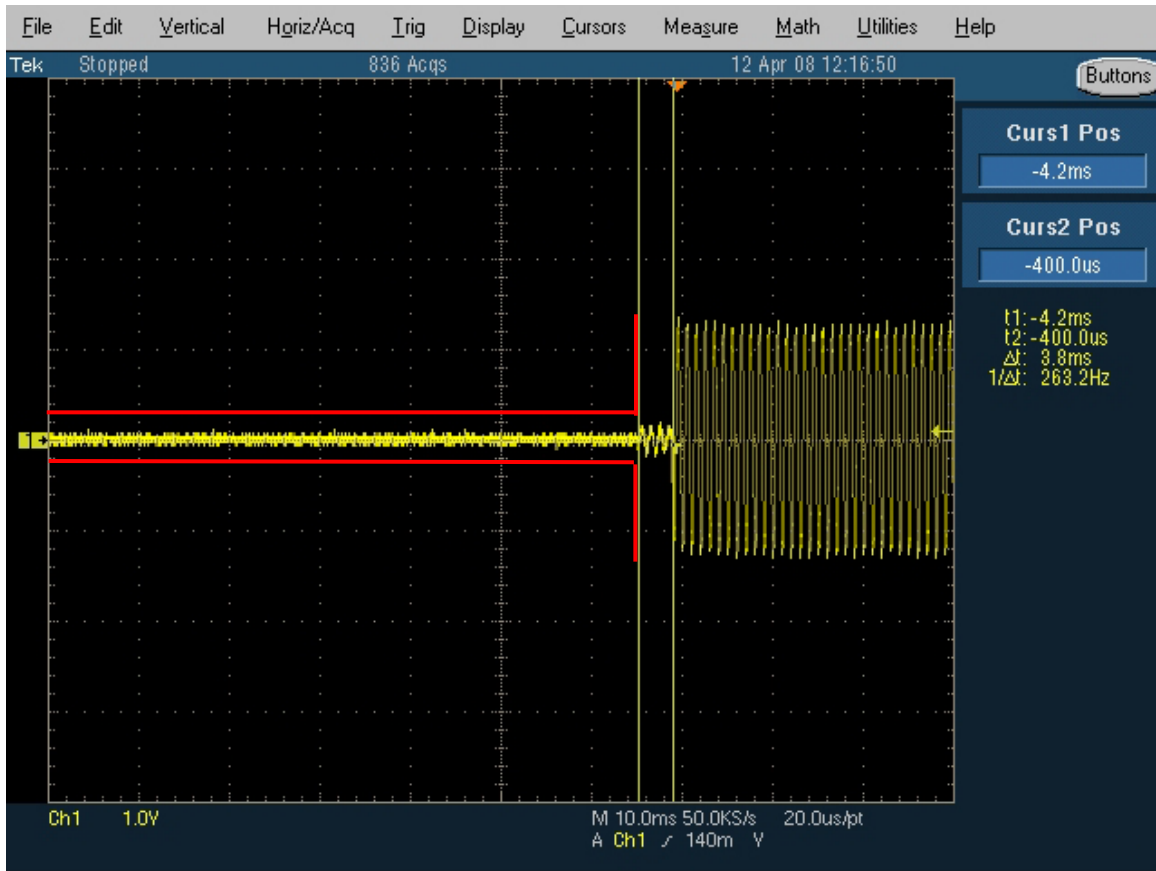 File Edit Vertical Horiz/Acq Trig Display Cursors Measure Math Utilities Help
Tek Stopped 836 Acqs 12 Apr 08 12:16:50
Buttons
Curs1 Pos
-4.2ms
Curs2 Pos
-400.0us
t1: -4.2ms
t2: -400.0us
Δt: 3.8ms
1/Δt: 263.2Hz
1
Ch1 1.0V M 10.0ms 50.0KS/s 20.0us/pt
A Ch1 / 140m V